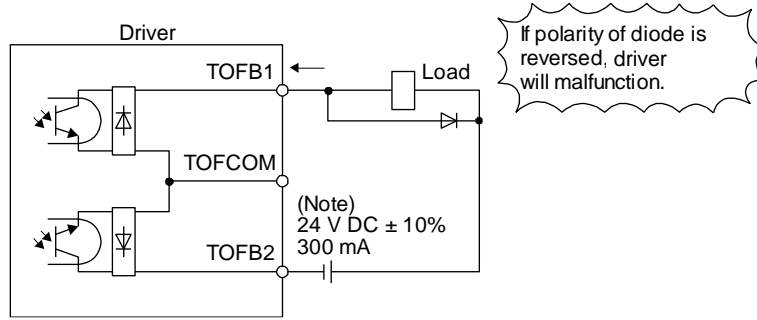 Driver
If polarity of diode is
reversed, driver
will malfunction.
TOFB1
Load
TOFCOM
(Note)
24 V DC ± 10%
300 mA
TOFB2